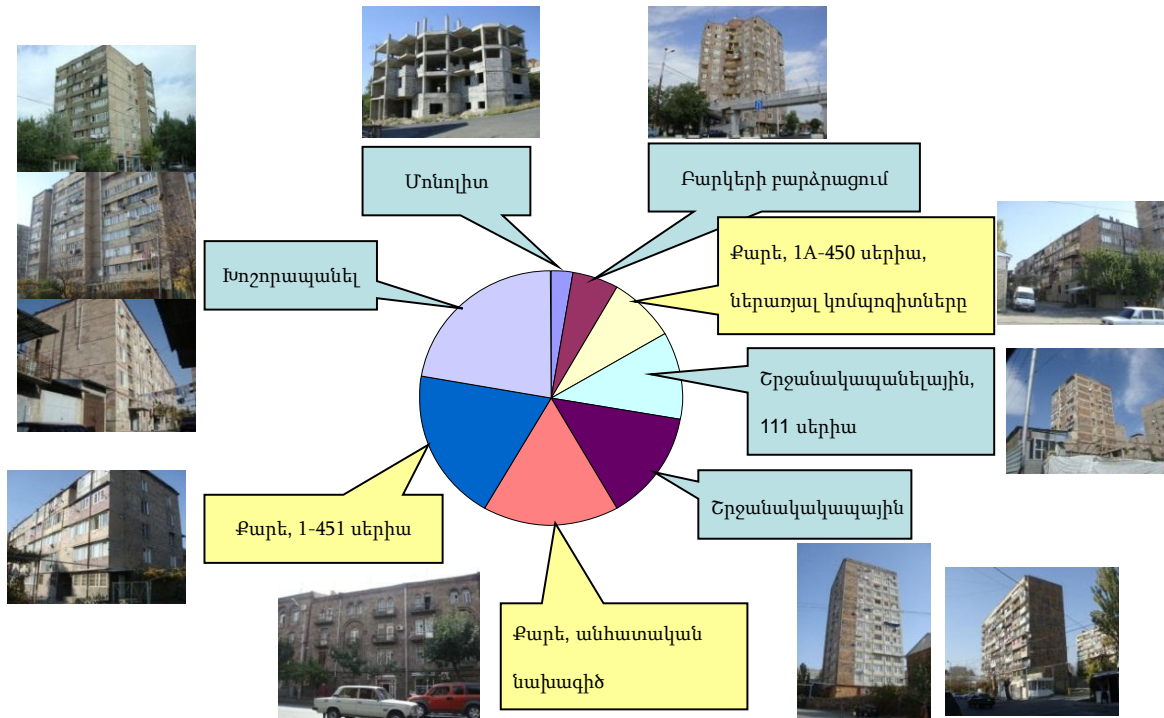 Մոնոլիտ
Բարկերի բարձրացում
Քարե, 1A-450 սերիա,
ներառյալ կոմպոզիտները
Խոշորապանել
Շրջանակապանելային,
111 սերիա
Քարե, 1-451 սերիա
Շրջանակակապային
Քարե, անհատական
նախագիծ